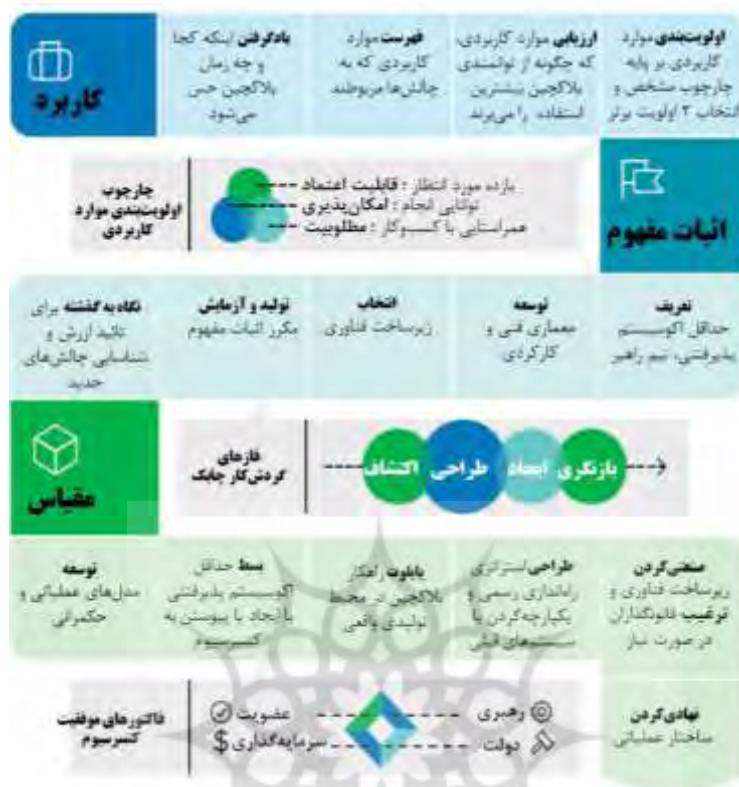 کاربرد
یادگرفتن اینکه کجا
و چه زمان
بلاکچین حس
می‌شود
فهرست موارد
کاربردی که به
چالش‌ها مربوطند
ارزیابی موارد کاربردی،
که چگونه از توانمندی
بلاکچین بیشترین
استفاده را می‌برند
اولویت‌بندی موارد
کاربردی بر پایه
چارچوب مشخص و
انتخاب اولویت برتر
چارچوب
اولویت‌بندی موارد
کاربردی
بازده مورد انتظار : قابلیت اعتماد
توانایی انجام : امکان‌پذیری
همراستایی با کسب‌وکار : مطلوبیت
اثبات مفهوم
تعریف
حداقل اکوسیستم
پذیرفتنی، تیم راهبر
توسعه
معماری فنی و
کارکردی
انتخاب
زیرساخت فناوری
تولید و آزمایش
مکرر اثبات مفهوم
نگاه به گذشته برای
تائید ارزش و
شناسایی چالش‌های
جدید
مقیاس
فازهای
گردش‌کار چابک
اکتشاف
طراحی
ایجاد
بازنگری
توسعه
مدل‌های عملیاتی و
حکمرانی
بسط حداقل
اکوسیستم پذیرفتنی
با ایجاد یا پیوستن به
کنسرسیوم
پایلوت راهکار
بلاکچین در محیط
تولیدی واقعی
طراحی استراتژی
راه‌اندازی رسمی و
یکپارچه‌کردن با
سیستم‌های قبلی
صنعتی‌کردن
زیرساخت فناوری و
ترغیب قانونگذاران
در صورت نیاز
نهادی‌کردن
ساختار عملیاتی
فاکتورهای موفقیت
کنسرسیوم
رهبری
عضویت
دولت
سرمایه‌گذاری $